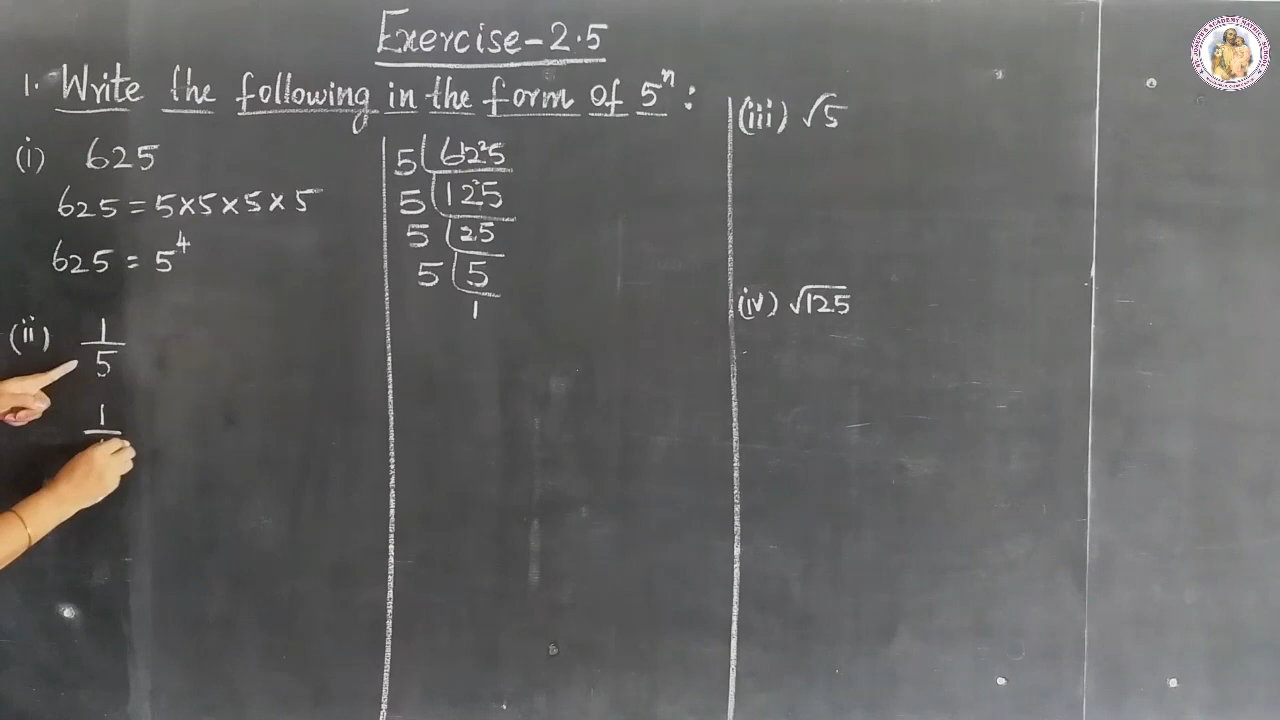 Exercise-2.5
1. Write the following in the form of 5ⁿ:
(i) 625
625 = 5×5×5×5
625 = 5⁴
(ii) 1/5
1
5 | 625
5 | 125
5 | 25
5 | 5
1
(iii) √5
(iv) √125